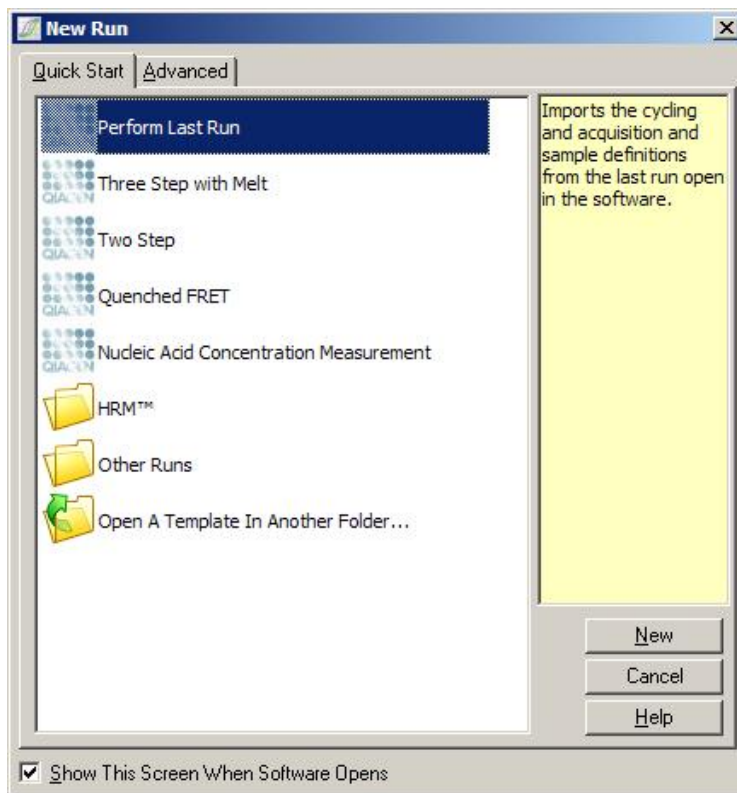 New Run
Quick Start
Advanced
Perform Last Run
Three Step with Melt
Two Step
Quenched FRET
Nucleic Acid Concentration Measurement
HRM™
Other Runs
Open A Template In Another Folder...
Imports the cycling
and acquisition and
sample definitions
from the last run open
in the software.
New
Cancel
Help
Show This Screen When Software Opens